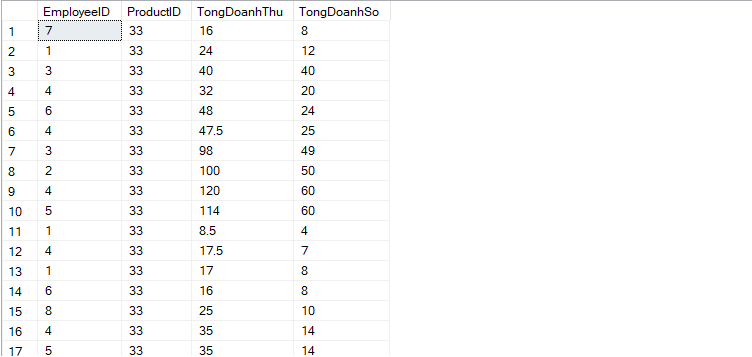 EmployeeID ProductID TongDoanhThu TongDoanhSo
1 7 33 16 8
2 1 33 24 12
3 3 33 40 40
4 4 33 32 20
5 6 33 48 24
6 4 33 47.5 25
7 3 33 98 49
8 2 33 100 50
9 4 33 120 60
10 5 33 114 60
11 1 33 8.5 4
12 4 33 17.5 7
13 1 33 17 8
14 6 33 16 8
15 8 33 25 10
16 4 33 35 14
17 5 33 35 14